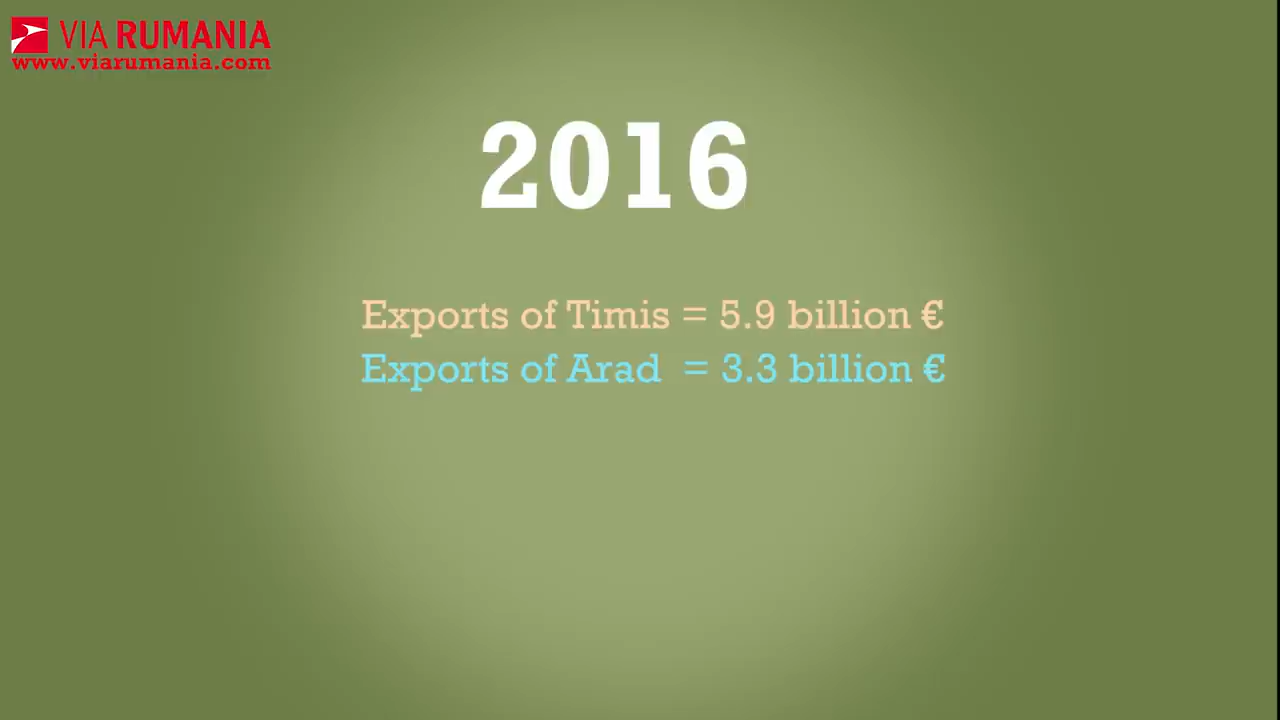 VIA RUMANIA
www.viarumania.com
2016
Exports of Timis = 5.9 billion €
Exports of Arad = 3.3 billion €